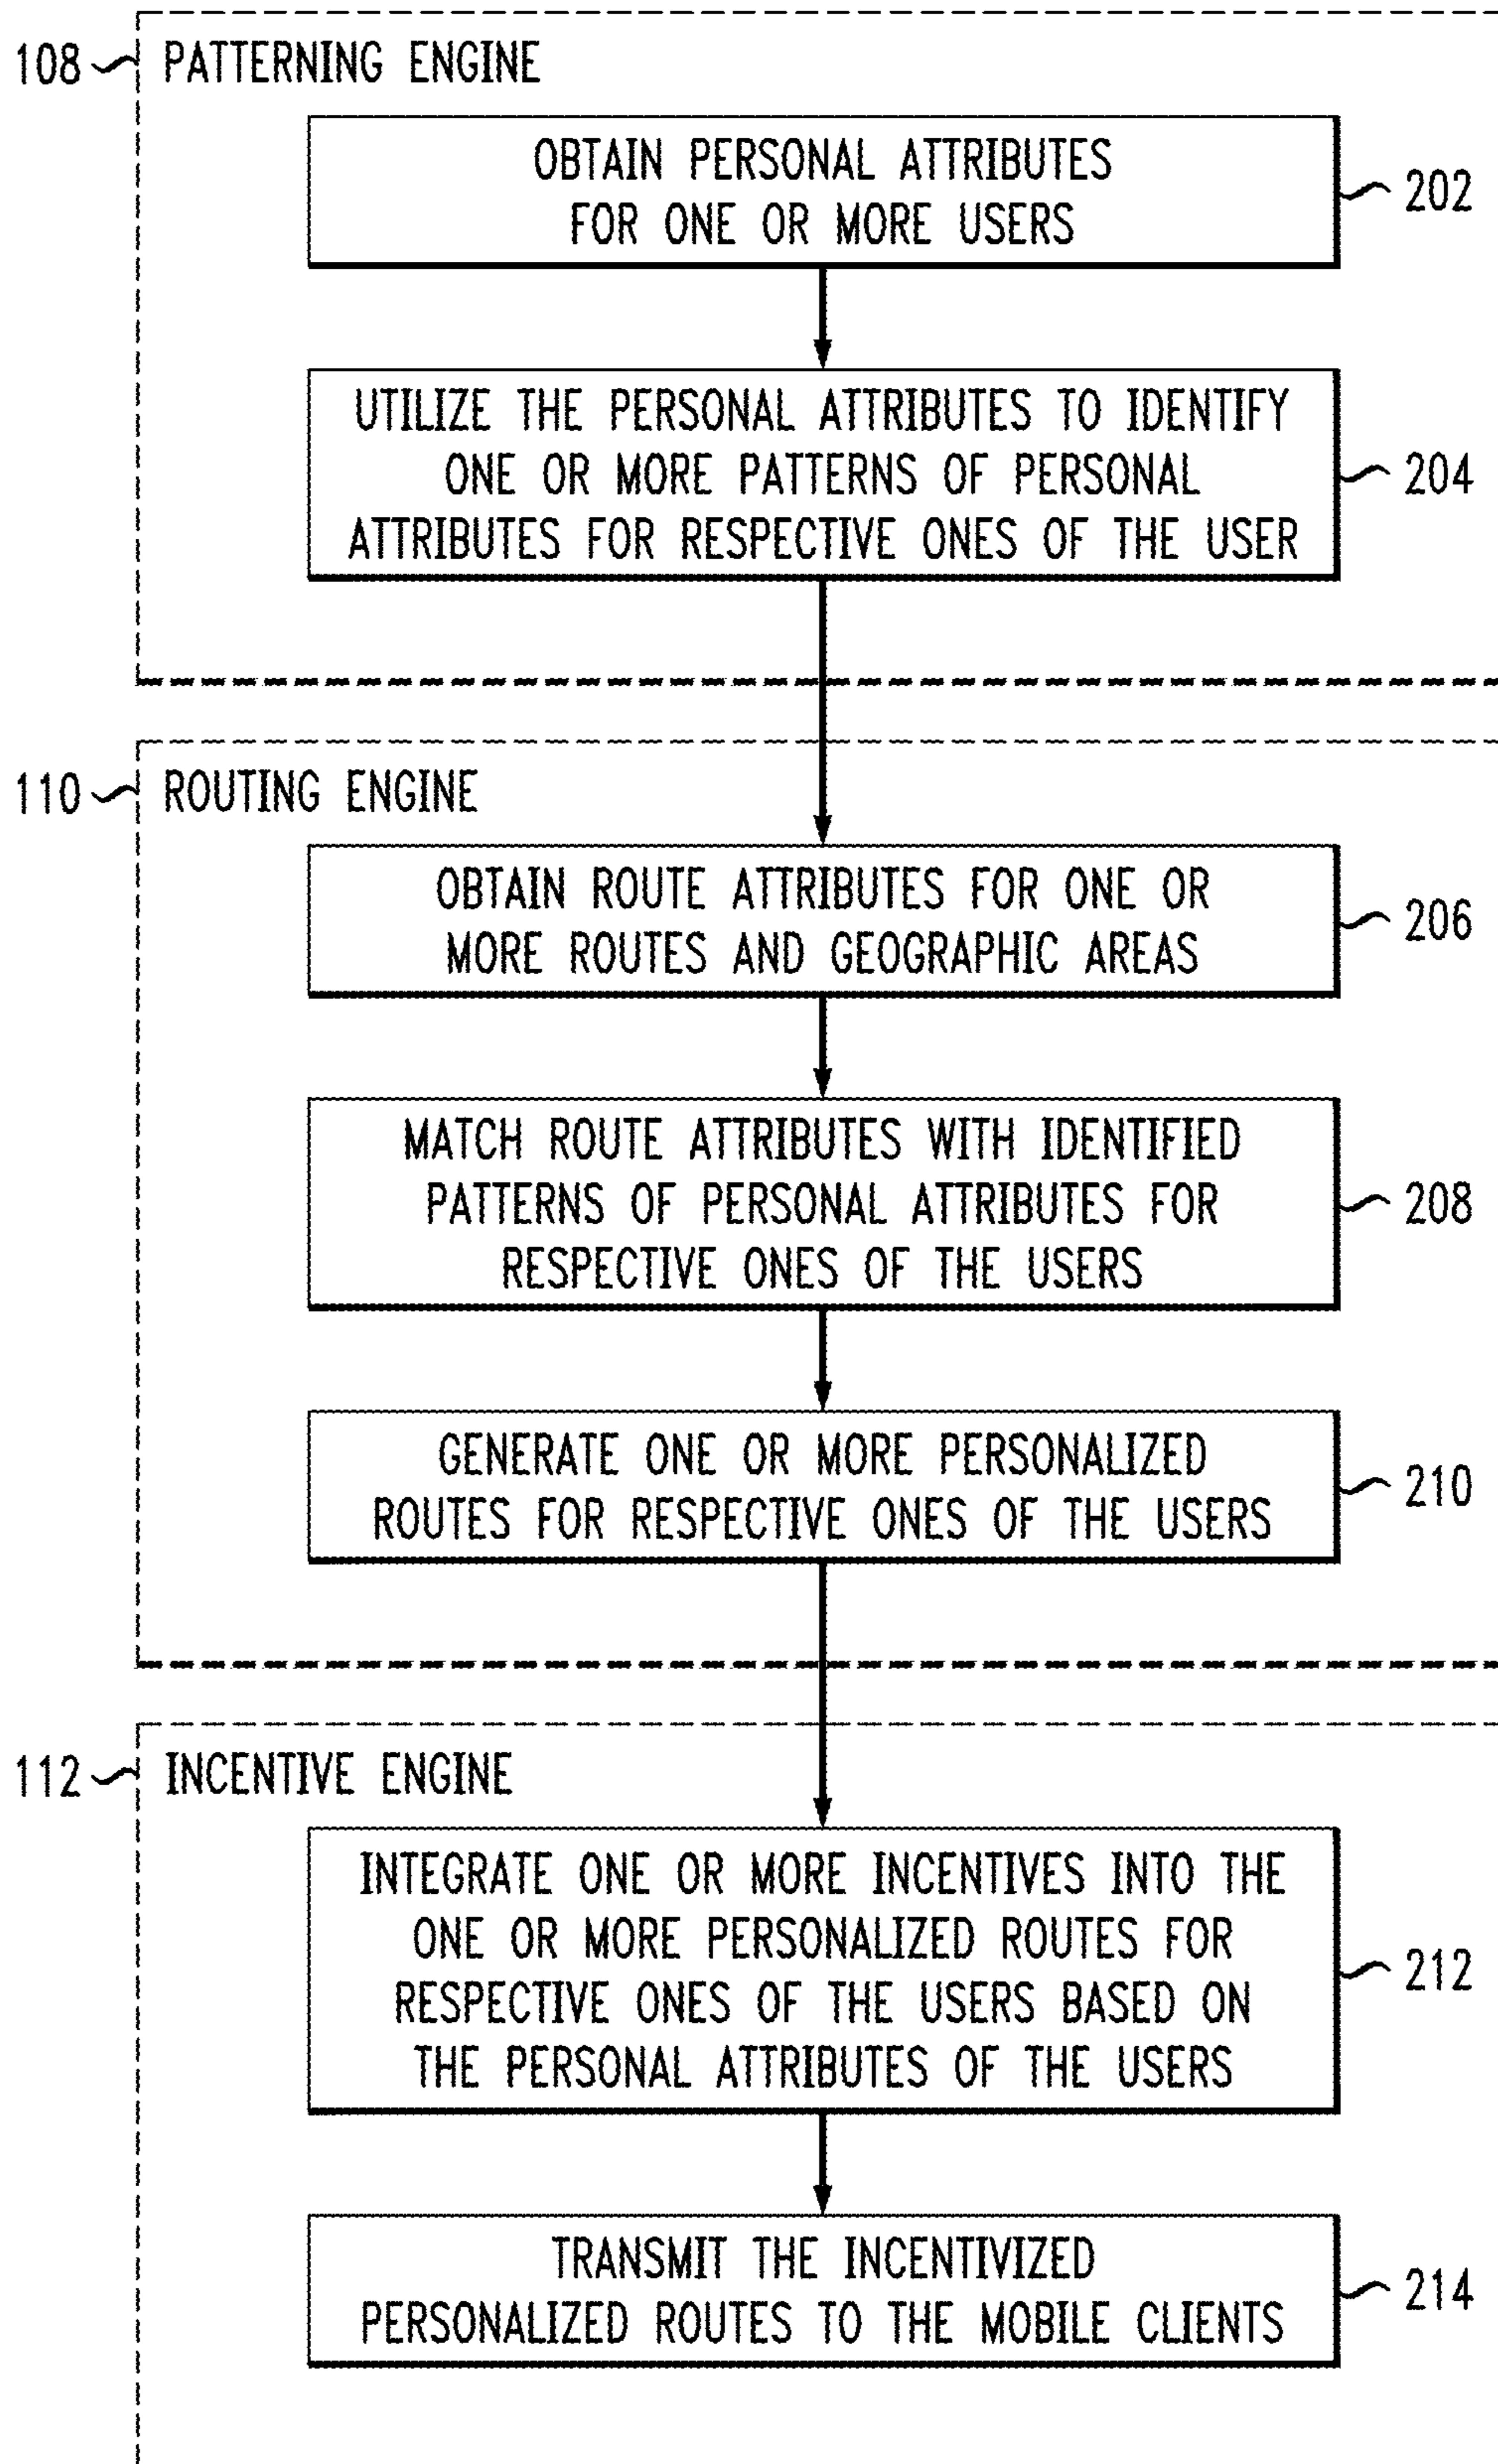 108 PATTERNING ENGINE
OBTAIN PERSONAL ATTRIBUTES
FOR ONE OR MORE USERS
202
UTILIZE THE PERSONAL ATTRIBUTES TO IDENTIFY
ONE OR MORE PATTERNS OF PERSONAL
ATTRIBUTES FOR RESPECTIVE ONES OF THE USER
204
110 ROUTING ENGINE
OBTAIN ROUTE ATTRIBUTES FOR ONE OR
MORE ROUTES AND GEOGRAPHIC AREAS
206
MATCH ROUTE ATTRIBUTES WITH IDENTIFIED
PATTERNS OF PERSONAL ATTRIBUTES FOR
RESPECTIVE ONES OF THE USERS
208
GENERATE ONE OR MORE PERSONALIZED
ROUTES FOR RESPECTIVE ONES OF THE USERS
210
112 INCENTIVE ENGINE
INTEGRATE ONE OR MORE INCENTIVES INTO THE
ONE OR MORE PERSONALIZED ROUTES FOR
RESPECTIVE ONES OF THE USERS BASED ON
THE PERSONAL ATTRIBUTES OF THE USERS
212
TRANSMIT THE INCENTIVIZED
PERSONALIZED ROUTES TO THE MOBILE CLIENTS
214